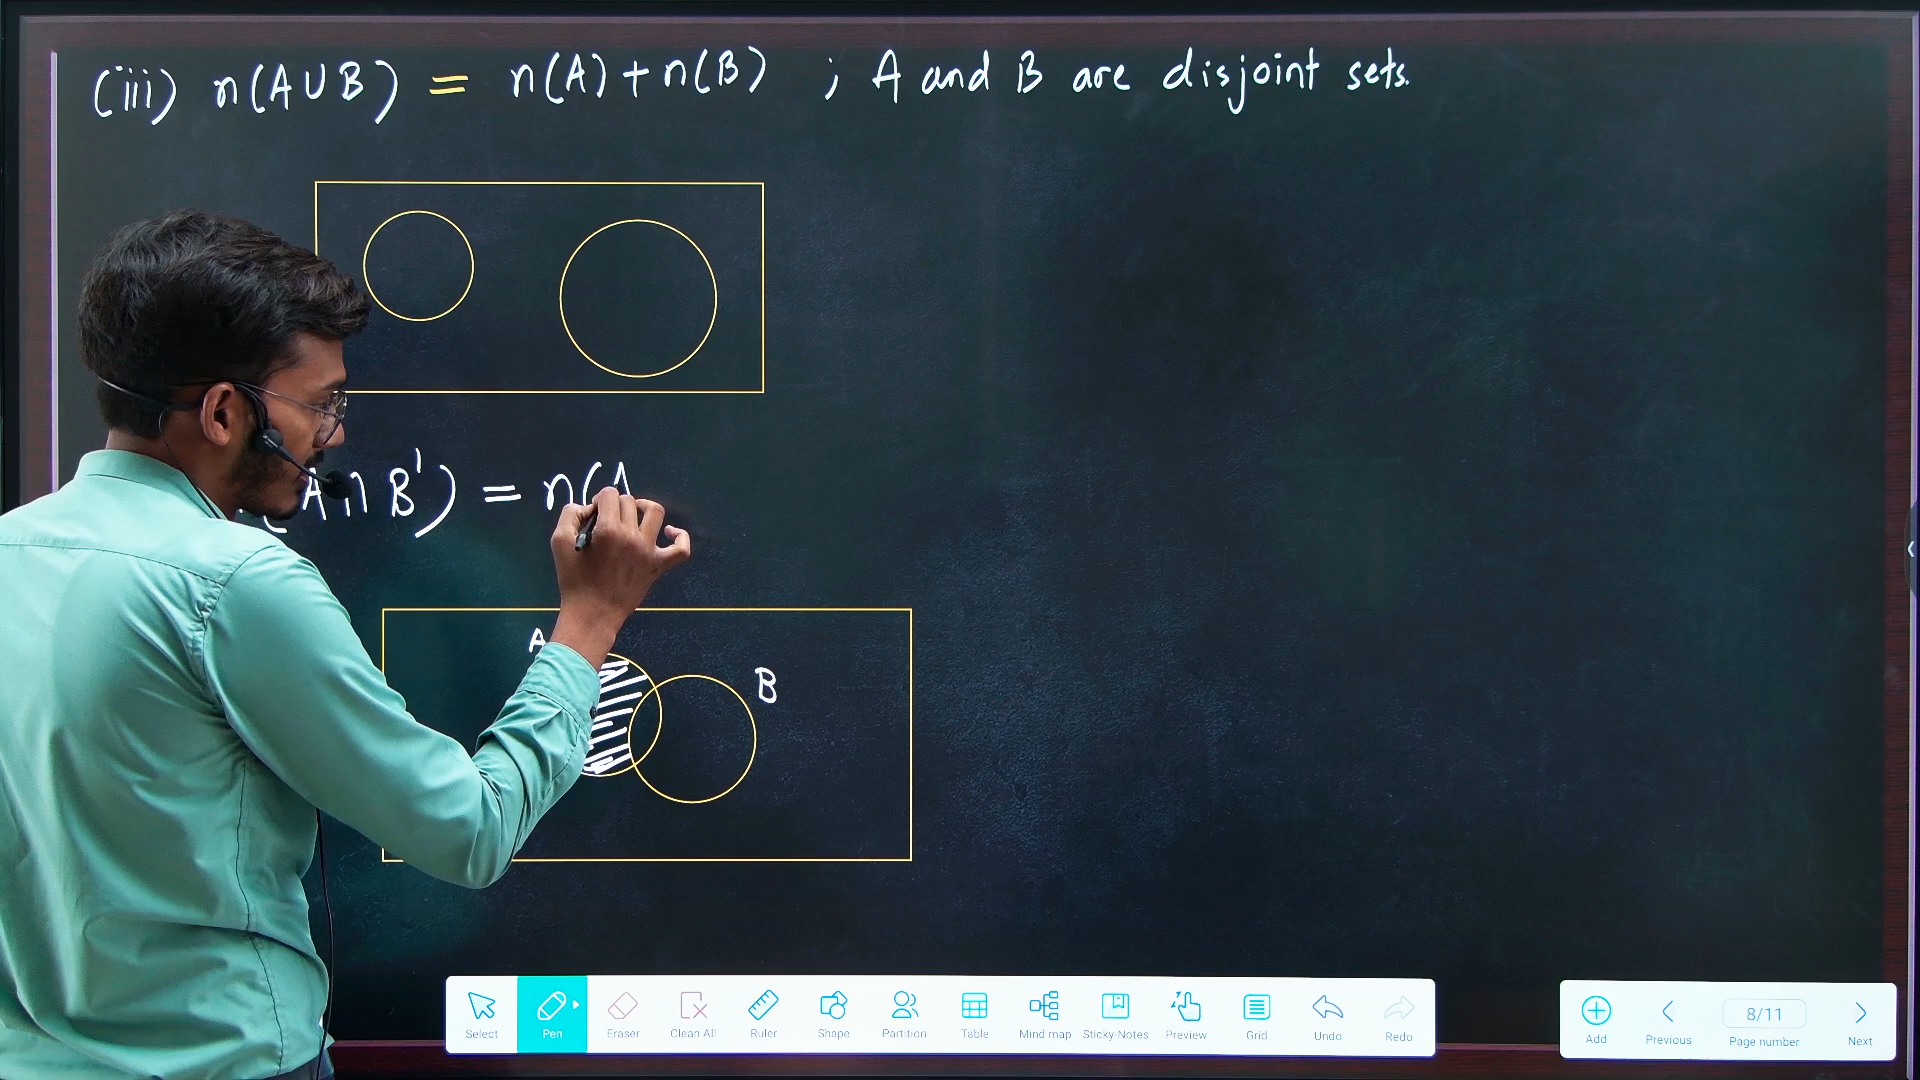 (iii) n(A∪B) = n(A)+n(B) ; A and B are disjoint sets.
(A∩B') = n(A
A
B
Select Pen Eraser Clean All Ruler Shape Partition Table Mind map Sticky-Notes Preview Grid Undo Redo
Add Previous 8/11 Page number Next